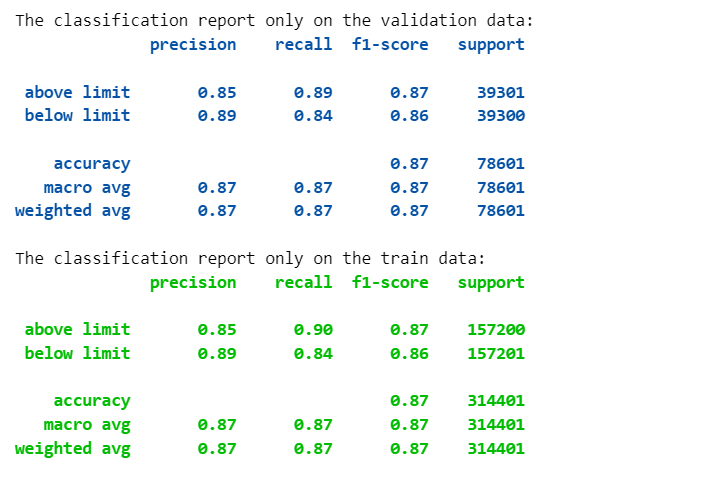 The classification report only on the validation data:
precision recall f1-score support
above limit 0.85 0.89 0.87 39301
below limit 0.89 0.84 0.86 39300
accuracy 0.87 78601
macro avg 0.87 0.87 0.87 78601
weighted avg 0.87 0.87 0.87 78601
The classification report only on the train data:
precision recall f1-score support
above limit 0.85 0.90 0.87 157200
below limit 0.89 0.84 0.86 157201
accuracy 0.87 314401
macro avg 0.87 0.87 0.87 314401
weighted avg 0.87 0.87 0.87 314401